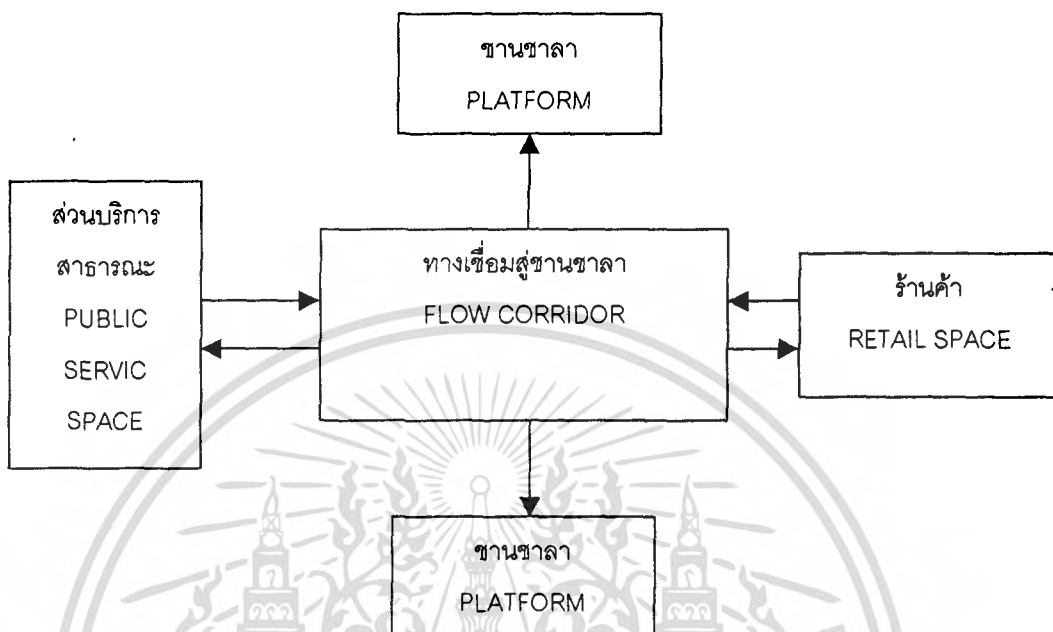 ชานชาลา
PLATFORM
ส่วนบริการ
สาธารณะ
PUBLIC
SERVIC
SPACE
ทางเชื่อมสู่ชานชาลา
FLOW CORRIDOR
ร้านค้า
RETAIL SPACE
ชานชาลา
PLATFORM